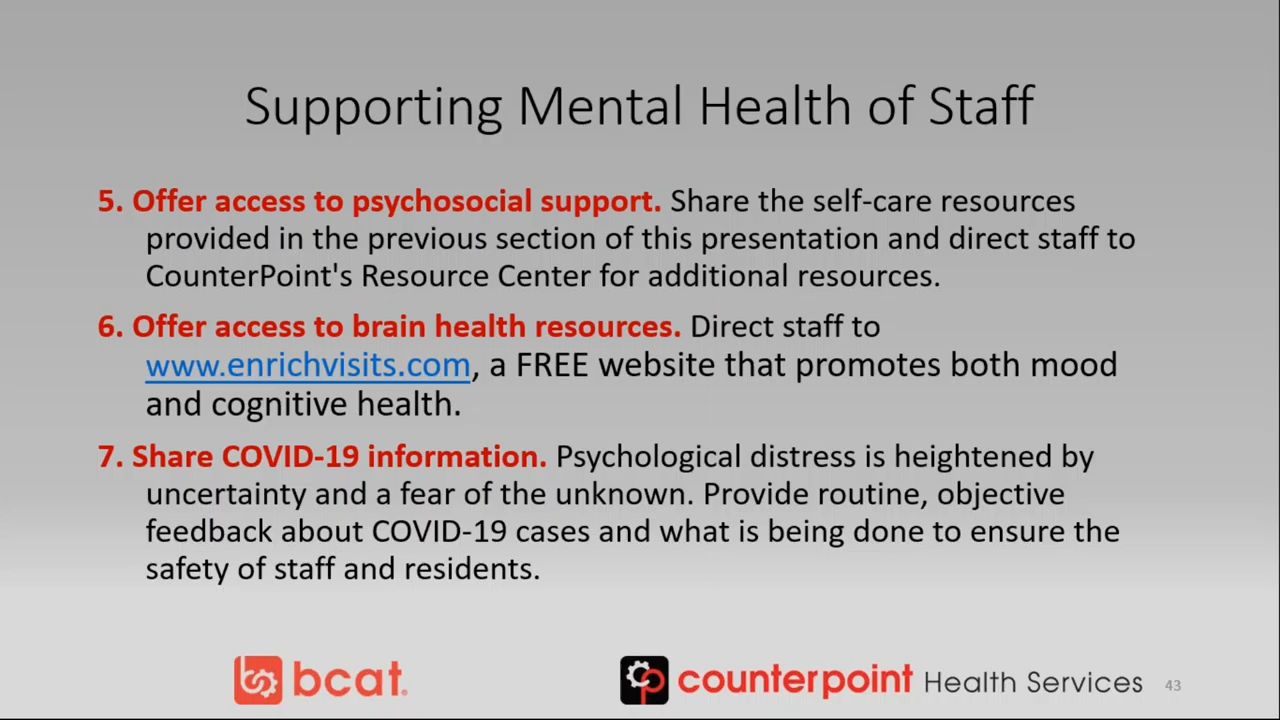 Supporting Mental Health of Staff
5. Offer access to psychosocial support. Share the self-care resources
provided in the previous section of this presentation and direct staff to
CounterPoint's Resource Center for additional resources.
6. Offer access to brain health resources. Direct staff to
www.enrichvisits.com, a FREE website that promotes both mood
and cognitive health.
7. Share COVID-19 information. Psychological distress is heightened by
uncertainty and a fear of the unknown. Provide routine, objective
feedback about COVID-19 cases and what is being done to ensure the
safety of staff and residents.
bcat. counterpoint Health Services 43